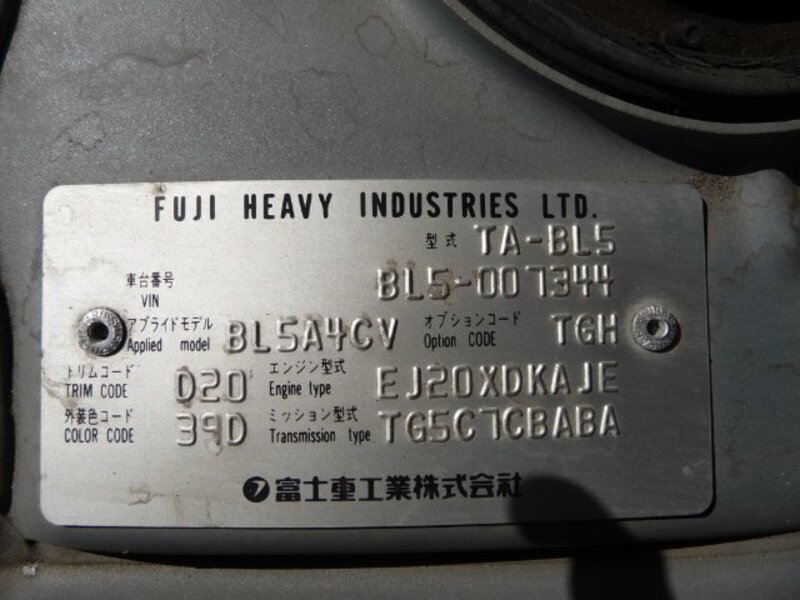 FUJI HEAVY INDUSTRIES LTD.
型式 TA-BL5
車台番号 VIN BL5-007344
アプライドモデル Applied model BL5A4CV オプションコード Option CODE TGH
トリムコード TRIM CODE D20 エンジン型式 Engine type EJ20XDKAJE
外装色コード COLOR CODE 39D ミッション型式 Transmission type TG5C7CBABA
富士重工業株式会社